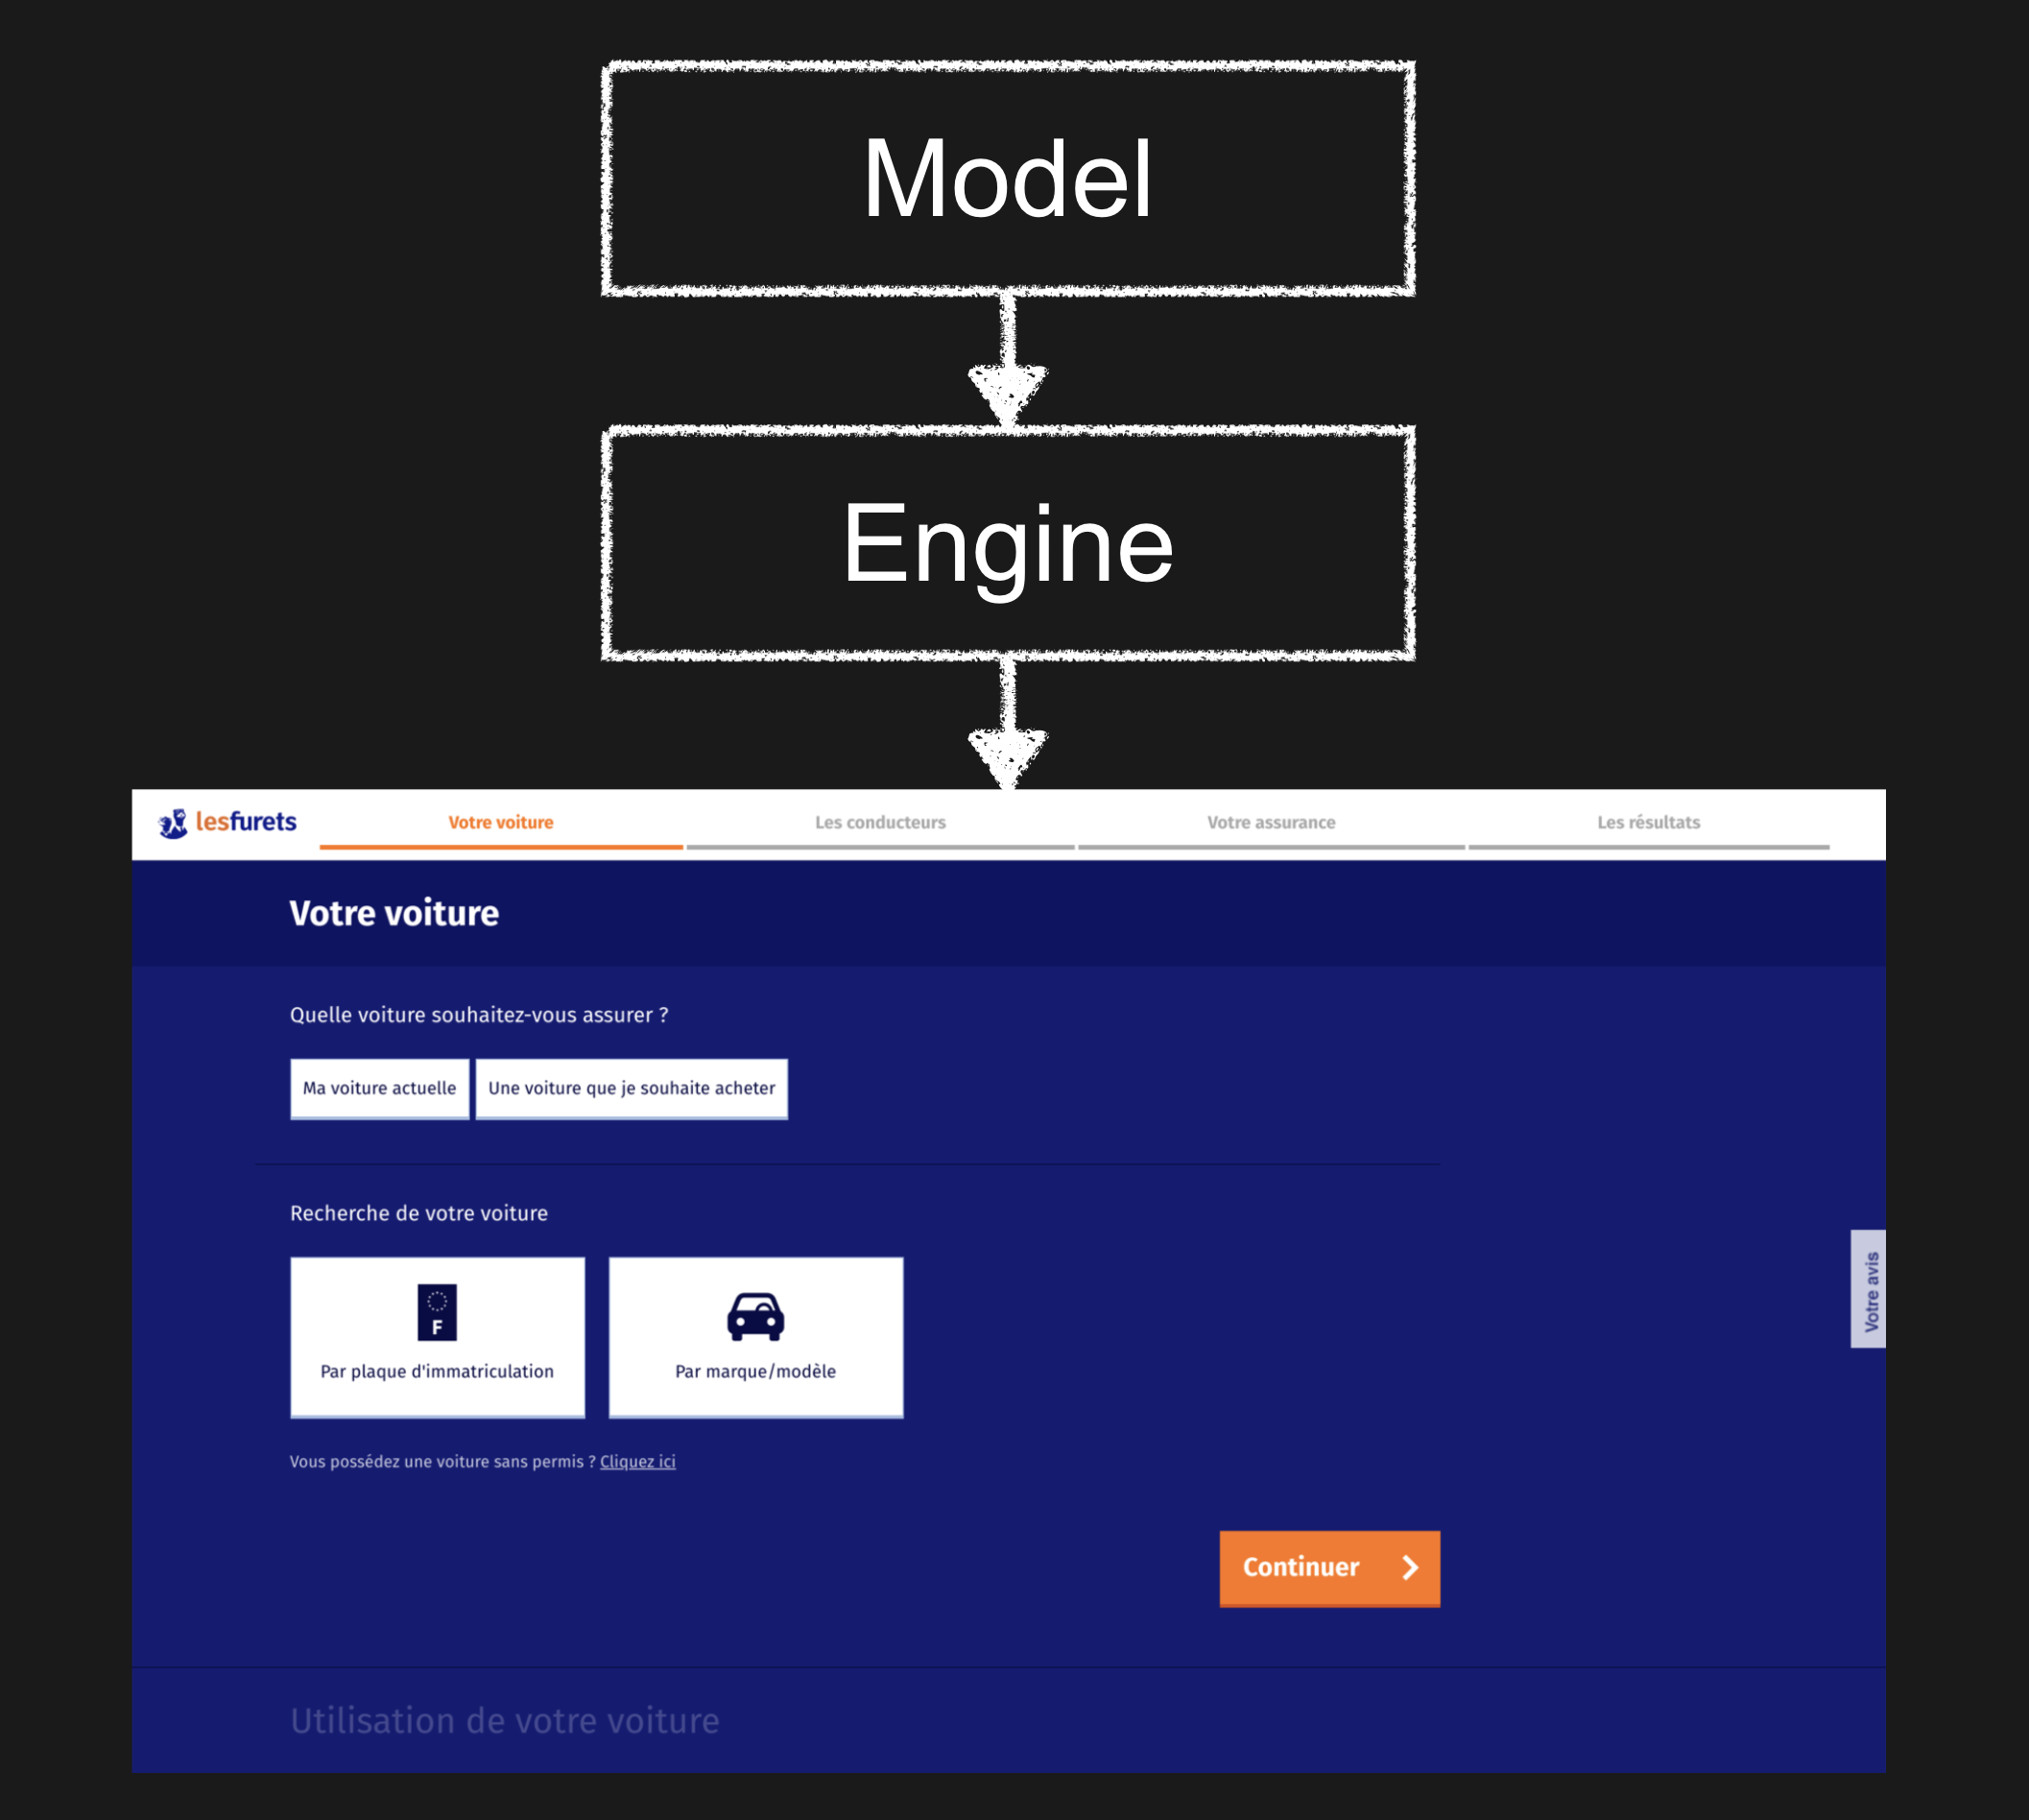 Model
Engine
lesfurets
Votre voiture
Les conducteurs
Votre assurance
Les résultats
Votre voiture
Quelle voiture souhaitez-vous assurer ?
Ma voiture actuelle
Une voiture que je souhaite acheter
Recherche de votre voiture
F
Par plaque d'immatriculation
Par marque/modèle
Votre avis
Vous possédez une voiture sans permis ? Cliquez ici
Continuer
Utilisation de votre voiture